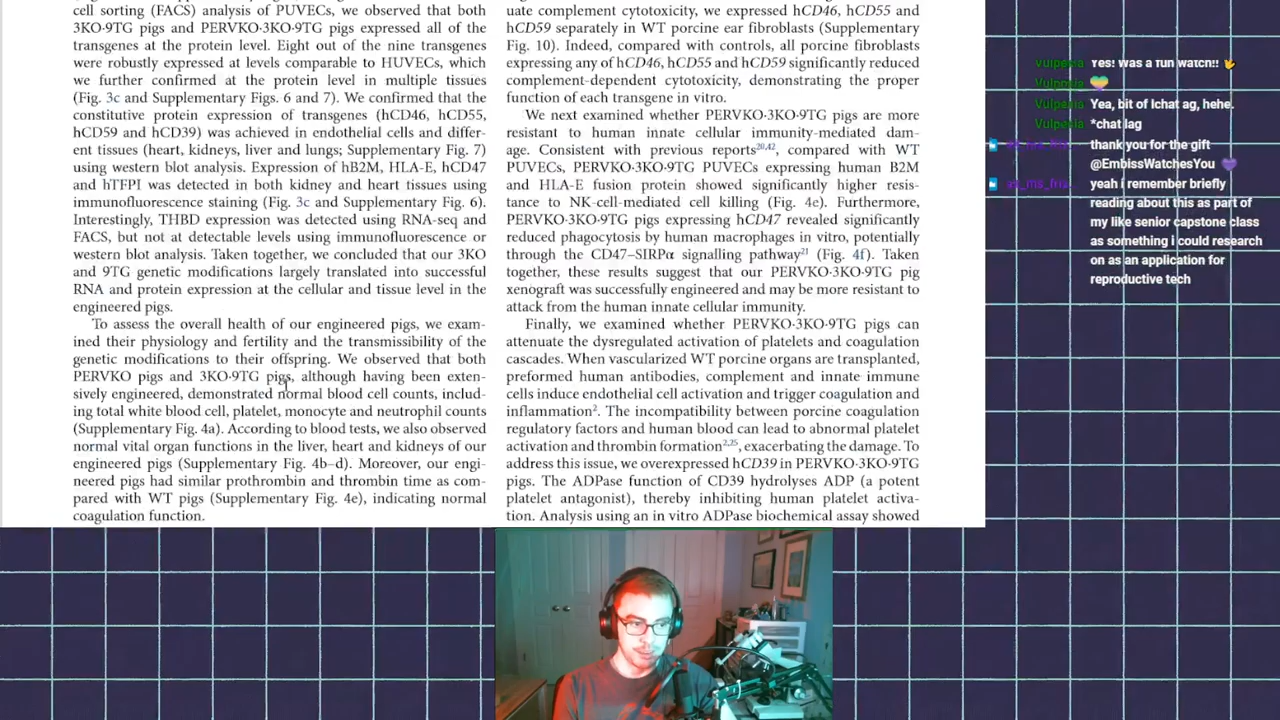 cell sorting (FACS) analysis of PUVECs, we observed that both
3KO·9TG pigs and PERVKO·3KO·9TG pigs expressed all of the
transgenes at the protein level. Eight out of the nine transgenes
were robustly expressed at levels comparable to HUVECs, which
we further confirmed at the protein level in multiple tissues
(Fig. 3c and Supplementary Figs. 6 and 7). We confirmed that the
constitutive protein expression of transgenes (hCD46, hCD55,
hCD59 and hCD39) was achieved in endothelial cells and differ-
ent tissues (heart, kidneys, liver and lungs; Supplementary Fig. 7)
using western blot analysis. Expression of hB2M, HLA-E, hCD47
and hTFPI was detected in both kidney and heart tissues using
immunofluorescence staining (Fig. 3c and Supplementary Fig. 6).
Interestingly, THBD expression was detected using RNA-seq and
FACS, but not at detectable levels using immunofluorescence or
western blot analysis. Taken together, we concluded that our 3KO
and 9TG genetic modifications largely translated into successful
RNA and protein expression at the cellular and tissue level in the
engineered pigs.
To assess the overall health of our engineered pigs, we exam-
ined their physiology and fertility and the transmissibility of the
genetic modifications to their offspring. We observed that both
PERVKO pigs and 3KO·9TG pigs, although having been exten-
sively engineered, demonstrated normal blood cell counts, includ-
ing total white blood cell, platelet, monocyte and neutrophil counts
(Supplementary Fig. 4a). According to blood tests, we also observed
normal vital organ functions in the liver, heart and kidneys of our
engineered pigs (Supplementary Fig. 4b–d). Moreover, our engi-
neered pigs had similar prothrombin and thrombin time as com-
pared with WT pigs (Supplementary Fig. 4e), indicating normal
coagulation function.
uate complement cytotoxicity, we expressed hCD46, hCD55 and
hCD59 separately in WT porcine ear fibroblasts (Supplementary
Fig. 10). Indeed, compared with controls, all porcine fibroblasts
expressing any of hCD46, hCD55 and hCD59 significantly reduced
complement-dependent cytotoxicity, demonstrating the proper
function of each transgene in vitro.
We next examined whether PERVKO·3KO·9TG pigs are more
resistant to human innate cellular immunity-mediated dam-
age. Consistent with previous reports20,42, compared with WT
PUVECs, PERVKO·3KO·9TG PUVECs expressing human B2M
and HLA-E fusion protein showed significantly higher resis-
tance to NK-cell-mediated cell killing (Fig. 4e). Furthermore,
PERVKO·3KO·9TG pigs expressing hCD47 revealed significantly
reduced phagocytosis by human macrophages in vitro, potentially
through the CD47–SIRPα signalling pathway21 (Fig. 4f). Taken
together, these results suggest that our PERVKO·3KO·9TG pig
xenograft was successfully engineered and may be more resistant to
attack from the human innate cellular immunity.
Finally, we examined whether PERVKO·3KO·9TG pigs can
attenuate the dysregulated activation of platelets and coagulation
cascades. When vascularized WT porcine organs are transplanted,
preformed human antibodies, complement and innate immune
cells induce endothelial cell activation and trigger coagulation and
inflammation2. The incompatibility between porcine coagulation
regulatory factors and human blood can lead to abnormal platelet
activation and thrombin formation2,25, exacerbating the damage. To
address this issue, we overexpressed hCD39 in PERVKO·3KO·9TG
pigs. The ADPase function of CD39 hydrolyses ADP (a potent
platelet antagonist), thereby inhibiting human platelet activa-
tion. Analysis using an in vitro ADPase biochemical assay showed
Yes! Was a fun watch!!
Yea, bit of lchat ag, hehe.
*chat lag
thank you for the gift
@EmbissWatchesYou
yeah i remember briefly
reading about this as part of
my like senior capstone class
as something i could research
on as an application for
reproductive tech